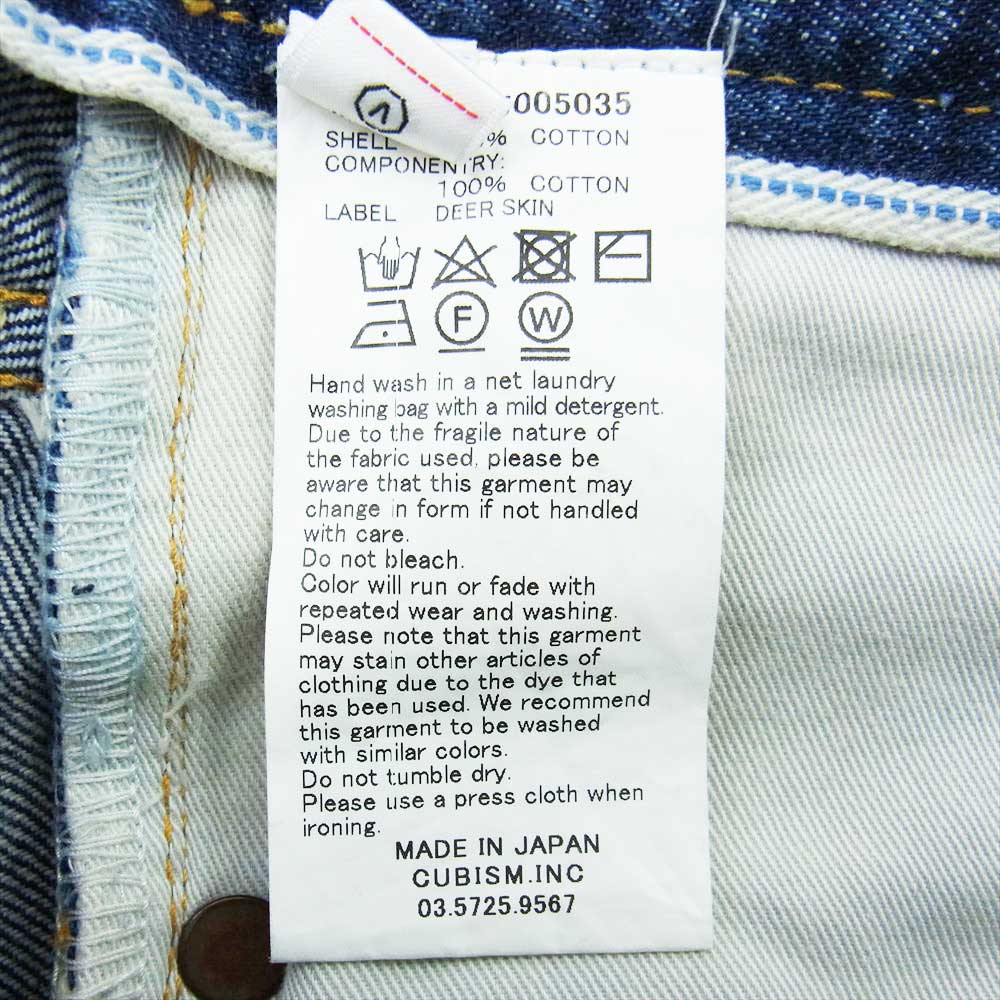 005035
SHELL % COTTON
COMPONENTRY:
100% COTTON
LABEL DEER SKIN
F W
Hand wash in a net laundry
washing bag with a mild detergent.
Due to the fragile nature of
the fabric used, please be
aware that this garment may
change in form if not handled
with care.
Do not bleach.
Color will run or fade with
repeated wear and washing.
Please note that this garment
may stain other articles of
clothing due to the dye that
has been used. We recommend
this garment to be washed
with similar colors.
Do not tumble dry.
Please use a press cloth when
ironing.
MADE IN JAPAN
CUBISM.INC
03.5725.9567